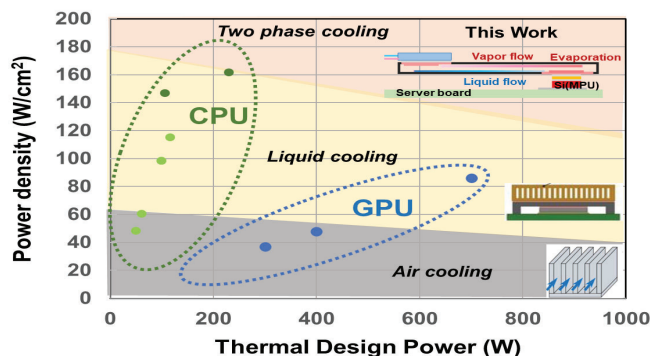 Two phase cooling
This Work
Vapor flow
Evaporation
Liquid flow
Si(MPU)
Server board
CPU
Liquid cooling
GPU
Air cooling
Power density (W/cm²)
200
180
160
140
120
100
80
60
40
20
0
0
200
400
600
800
1000
Thermal Design Power (W)